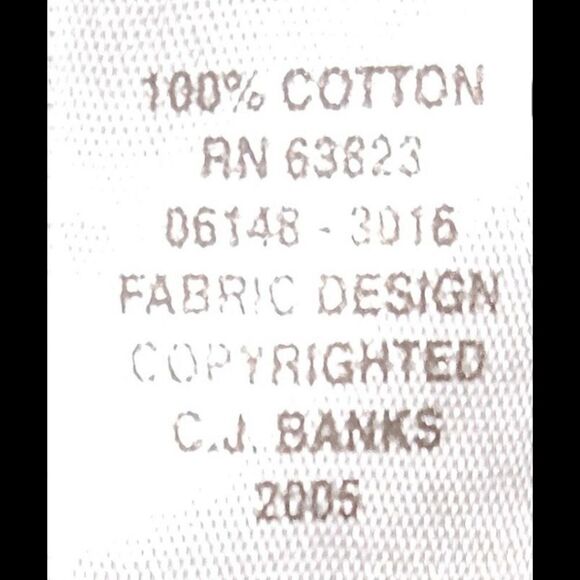 100% COTTON
RN 63823
06148 - 3016
FABRIC DESIGN
COPYRIGHTED
C.J. BANKS
2005